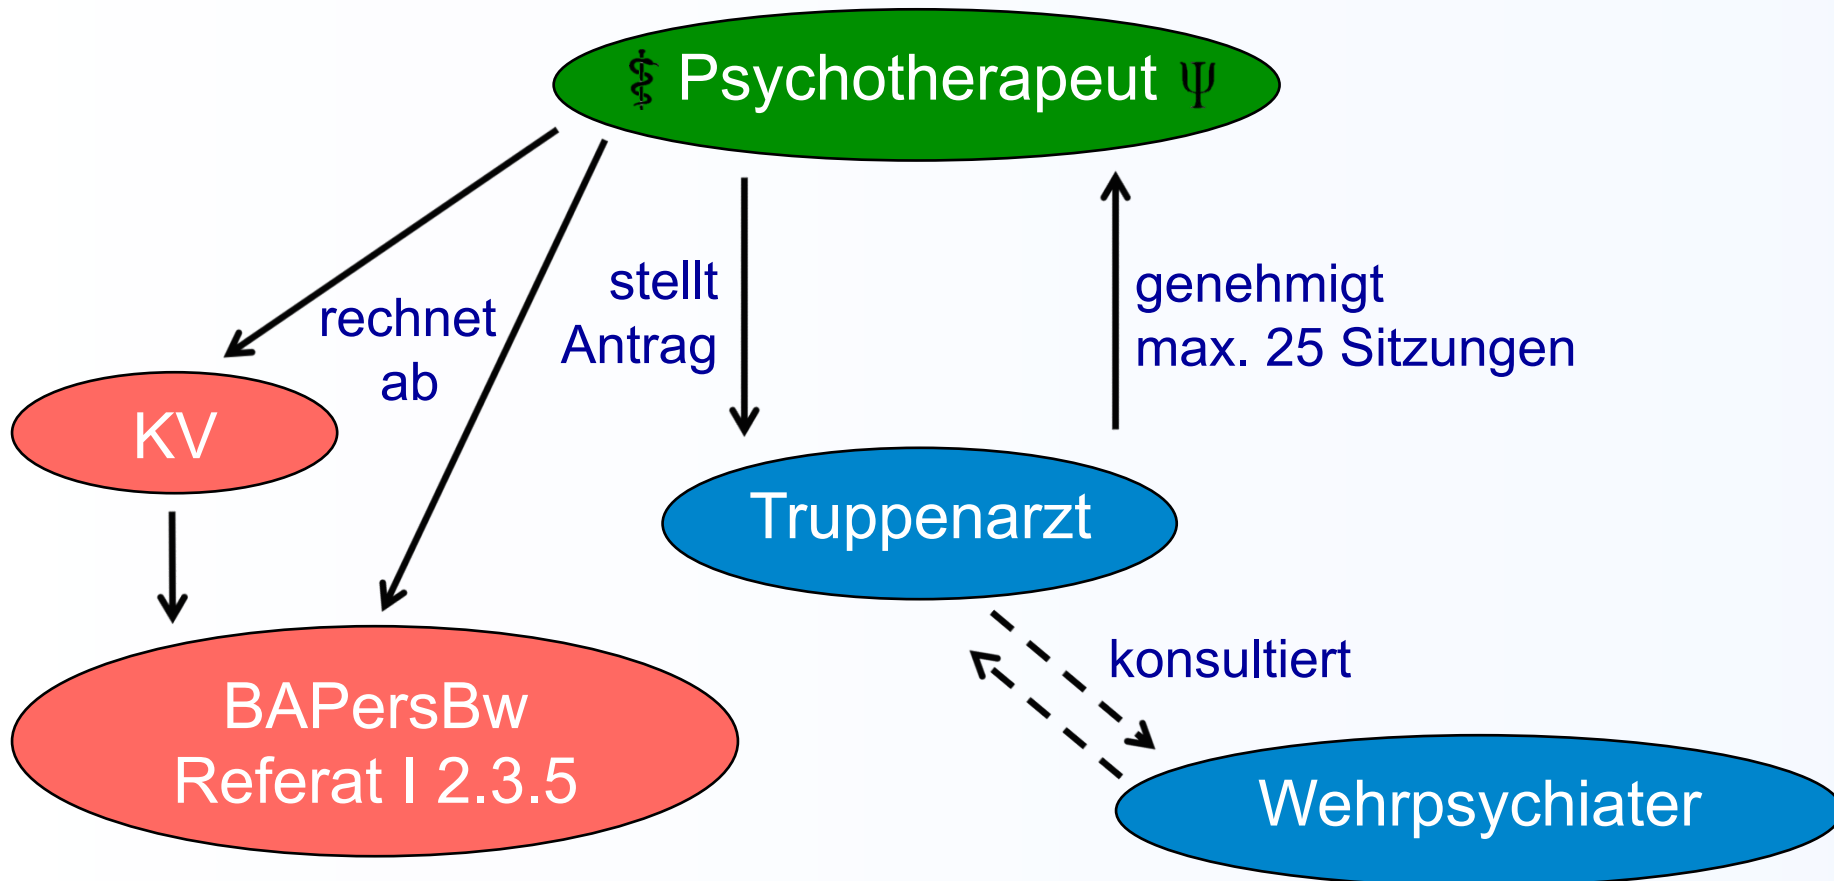 Psychotherapeut ψ
rechnet
ab
stellt
Antrag
genehmigt
max. 25 Sitzungen
KV
Truppenarzt
konsultiert
BAPersBw
Referat I 2.3.5
Wehrpsychiater